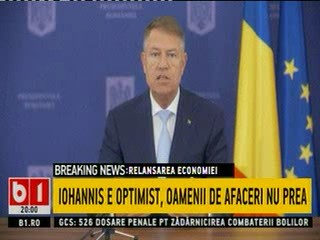 BREAKING NEWS: RELANSAREA ECONOMIEI
IOHANNIS E OPTIMIST, OAMENII DE AFACERI NU PREA
b1
20:00
B1.RO
GCS: 526 DOSARE PENALE PT ZĂDĂRNICIREA COMBATERII BOLILOR